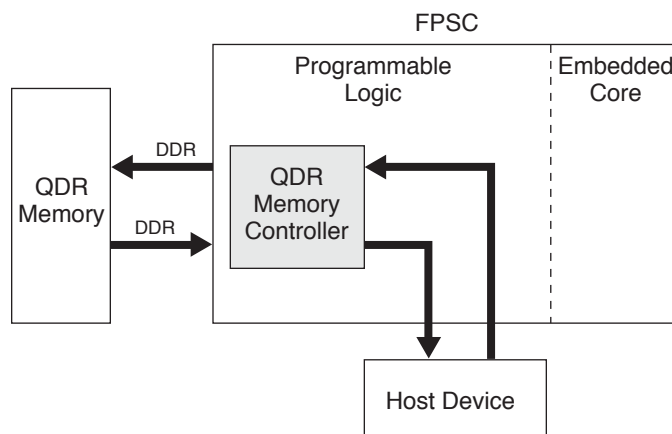 FPSC
Programmable
Logic
Embedded
Core
DDR
QDR
Memory
QDR
Memory
Controller
DDR
Host Device